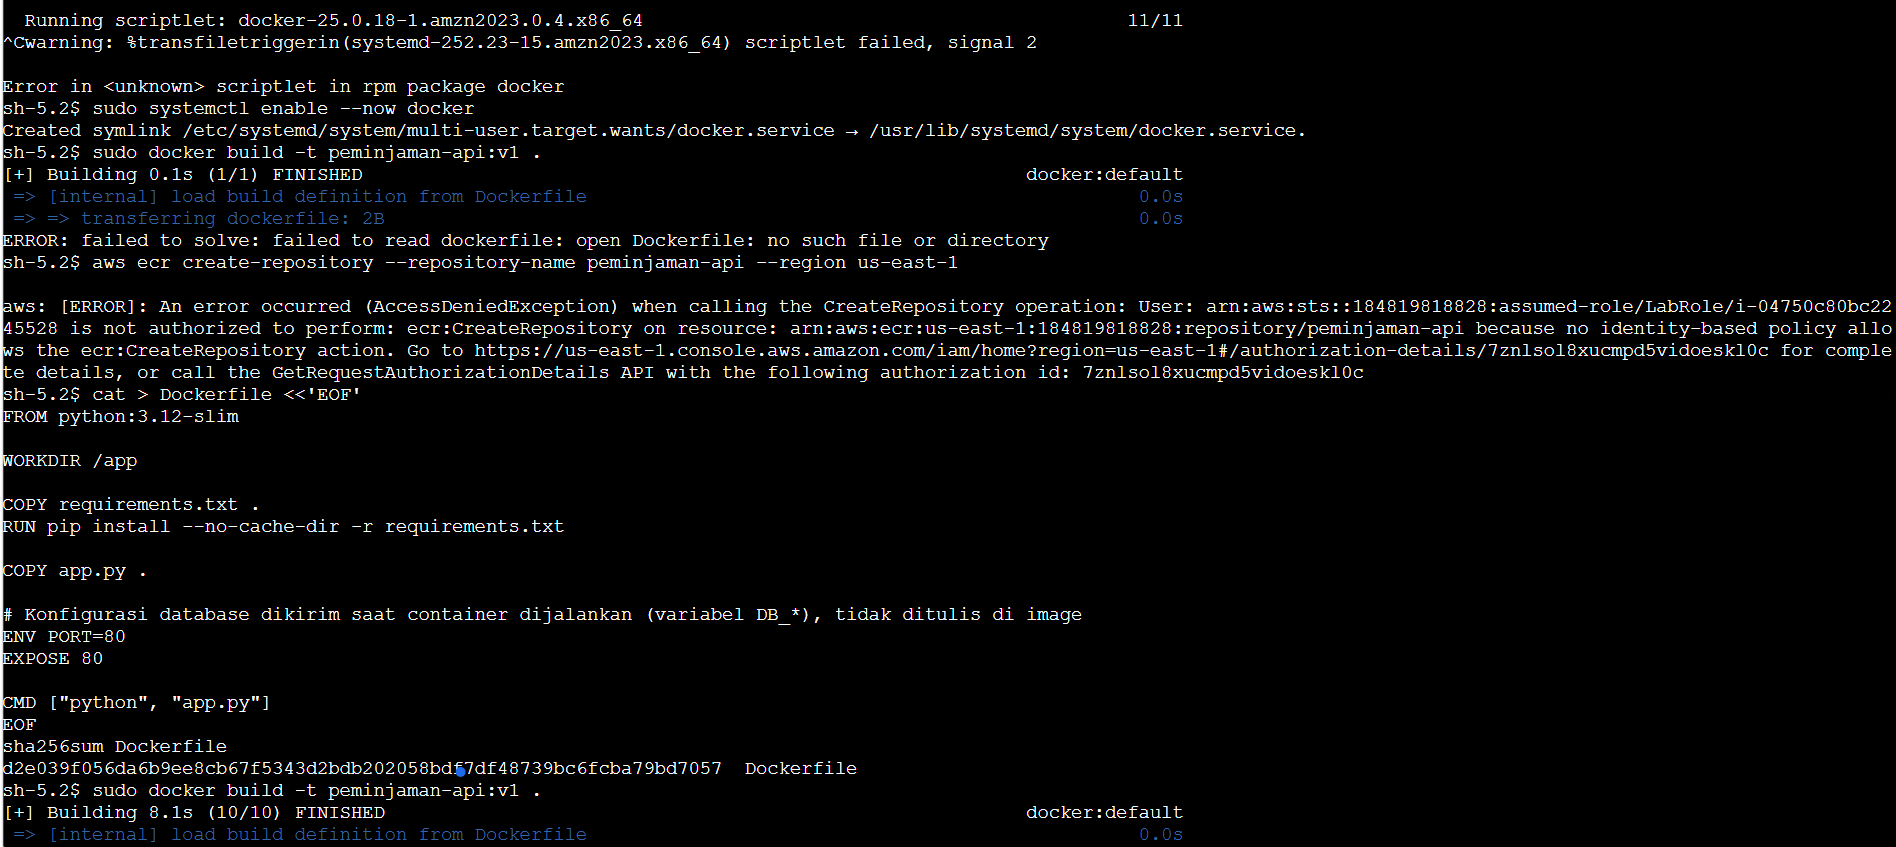 Running scriptlet: docker-25.0.18-1.amzn2023.0.4.x86_64 11/11
^Cwarning: %transfiletriggerin(systemd-252.23-15.amzn2023.x86_64) scriptlet failed, signal 2
Error in <unknown> scriptlet in rpm package docker
sh-5.2$ sudo systemctl enable --now docker
Created symlink /etc/systemd/system/multi-user.target.wants/docker.service → /usr/lib/systemd/system/docker.service.
sh-5.2$ sudo docker build -t peminjaman-api:v1 .
[+] Building 0.1s (1/1) FINISHED docker:default
=> [internal] load build definition from Dockerfile 0.0s
=> => transferring dockerfile: 2B 0.0s
ERROR: failed to solve: failed to read dockerfile: open Dockerfile: no such file or directory
sh-5.2$ aws ecr create-repository --repository-name peminjaman-api --region us-east-1
aws: [ERROR]: An error occurred (AccessDeniedException) when calling the CreateRepository operation: User: arn:aws:sts::184819818828:assumed-role/LabRole/i-04750c80bc22
45528 is not authorized to perform: ecr:CreateRepository on resource: arn:aws:ecr:us-east-1:184819818828:repository/peminjaman-api because no identity-based policy allo
ws the ecr:CreateRepository action. Go to https://us-east-1.console.aws.amazon.com/iam/home?region=us-east-1#/authorization-details/7znlsol8xucmpd5vidoeskl0c for comple
te details, or call the GetRequestAuthorizationDetails API with the following authorization id: 7znlsol8xucmpd5vidoeskl0c
sh-5.2$ cat > Dockerfile <<'EOF'
FROM python:3.12-slim
WORKDIR /app
COPY requirements.txt .
RUN pip install --no-cache-dir -r requirements.txt
COPY app.py .
# Konfigurasi database dikirim saat container dijalankan (variabel DB_*), tidak ditulis di image
ENV PORT=80
EXPOSE 80
CMD ["python", "app.py"]
EOF
sha256sum Dockerfile
d2e039f056da6b9ee8cb67f5343d2bdb202058bdf7df48739bc6fcba79bd7057 Dockerfile
sh-5.2$ sudo docker build -t peminjaman-api:v1 .
[+] Building 8.1s (10/10) FINISHED docker:default
=> [internal] load build definition from Dockerfile 0.0s